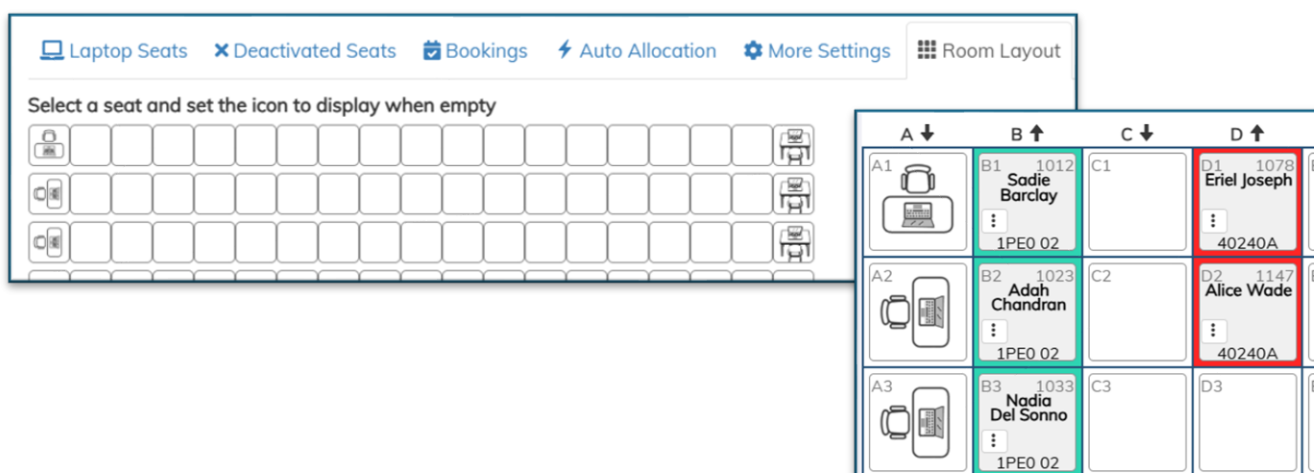 Laptop Seats Deactivated Seats Bookings Auto Allocation More Settings Room Layout
Select a seat and set the icon to display when empty
A B C D
A1 B1 1012 C1 D1 1078
Sadie Eriel Joseph
Barclay
1PE0 02 40240A
A2 B2 1023 C2 D2 1147
Adah Alice Wade
Chandran
1PE0 02 40240A
A3 B3 1033 C3 D3
Nadia
Del Sonno
1PE0 02